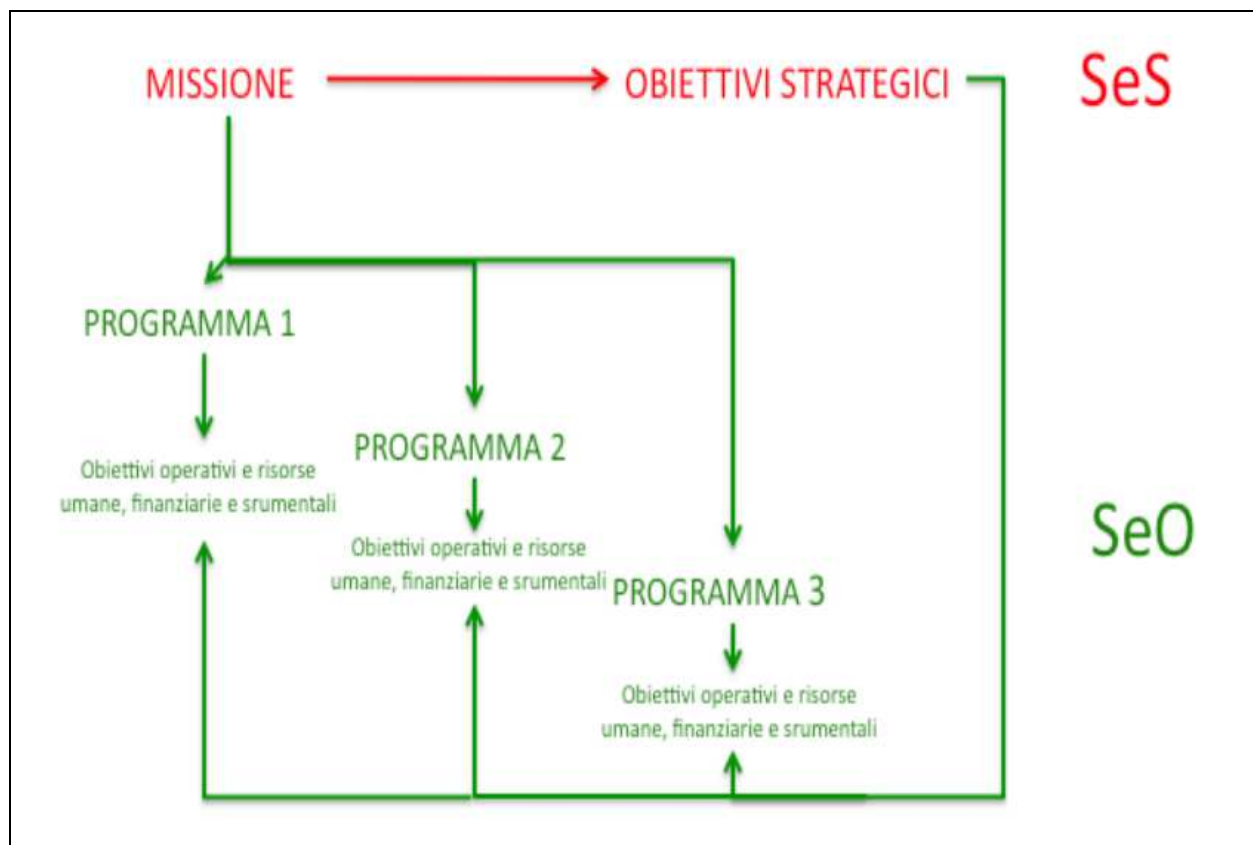 MISSIONE
OBIETTIVI STRATEGICI
SeS
PROGRAMMA 1
Obiettivi operativi e risorse
umane, finanziarie e srumentali
PROGRAMMA 2
Obiettivi operativi e risorse
umane, finanziarie e srumentali
SeO
PROGRAMMA 3
Obiettivi operativi e risorse
umane, finanziarie e srumentali